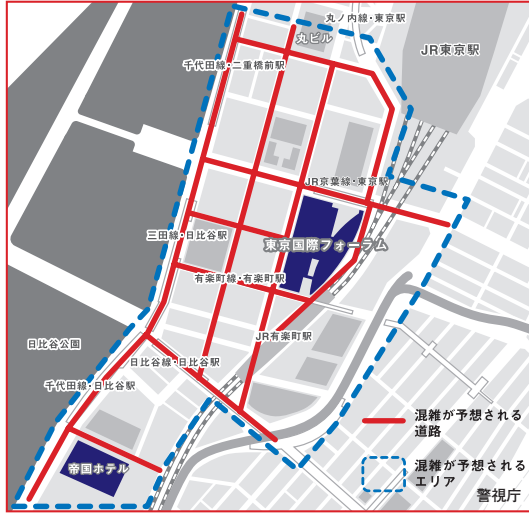 丸ノ内線・東京駅
丸ビル
JR東京駅
千代田線・二重橋前駅
JR京葉線・東京駅
三田線・日比谷駅
東京国際フォーラム
有楽町線・有楽町駅
JR有楽町駅
日比谷公園
日比谷線・日比谷駅
千代田線・日比谷駅
帝国ホテル
混雑が予想される
道路
混雑が予想される
エリア
警視庁